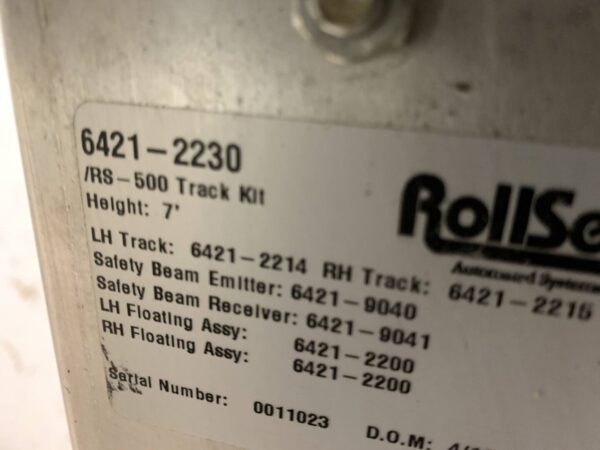 6421-2230
/RS-500 Track Kit
Height: 7'
RollSe
LH Track: 6421-2214 RH Track: 6421-2215
Safety Beam Emitter: 6421-9040
Safety Beam Receiver: 6421-9041
LH Floating Assy: 6421-2200
RH Floating Assy: 6421-2200
Serial Number: 0011023 D.O.M: